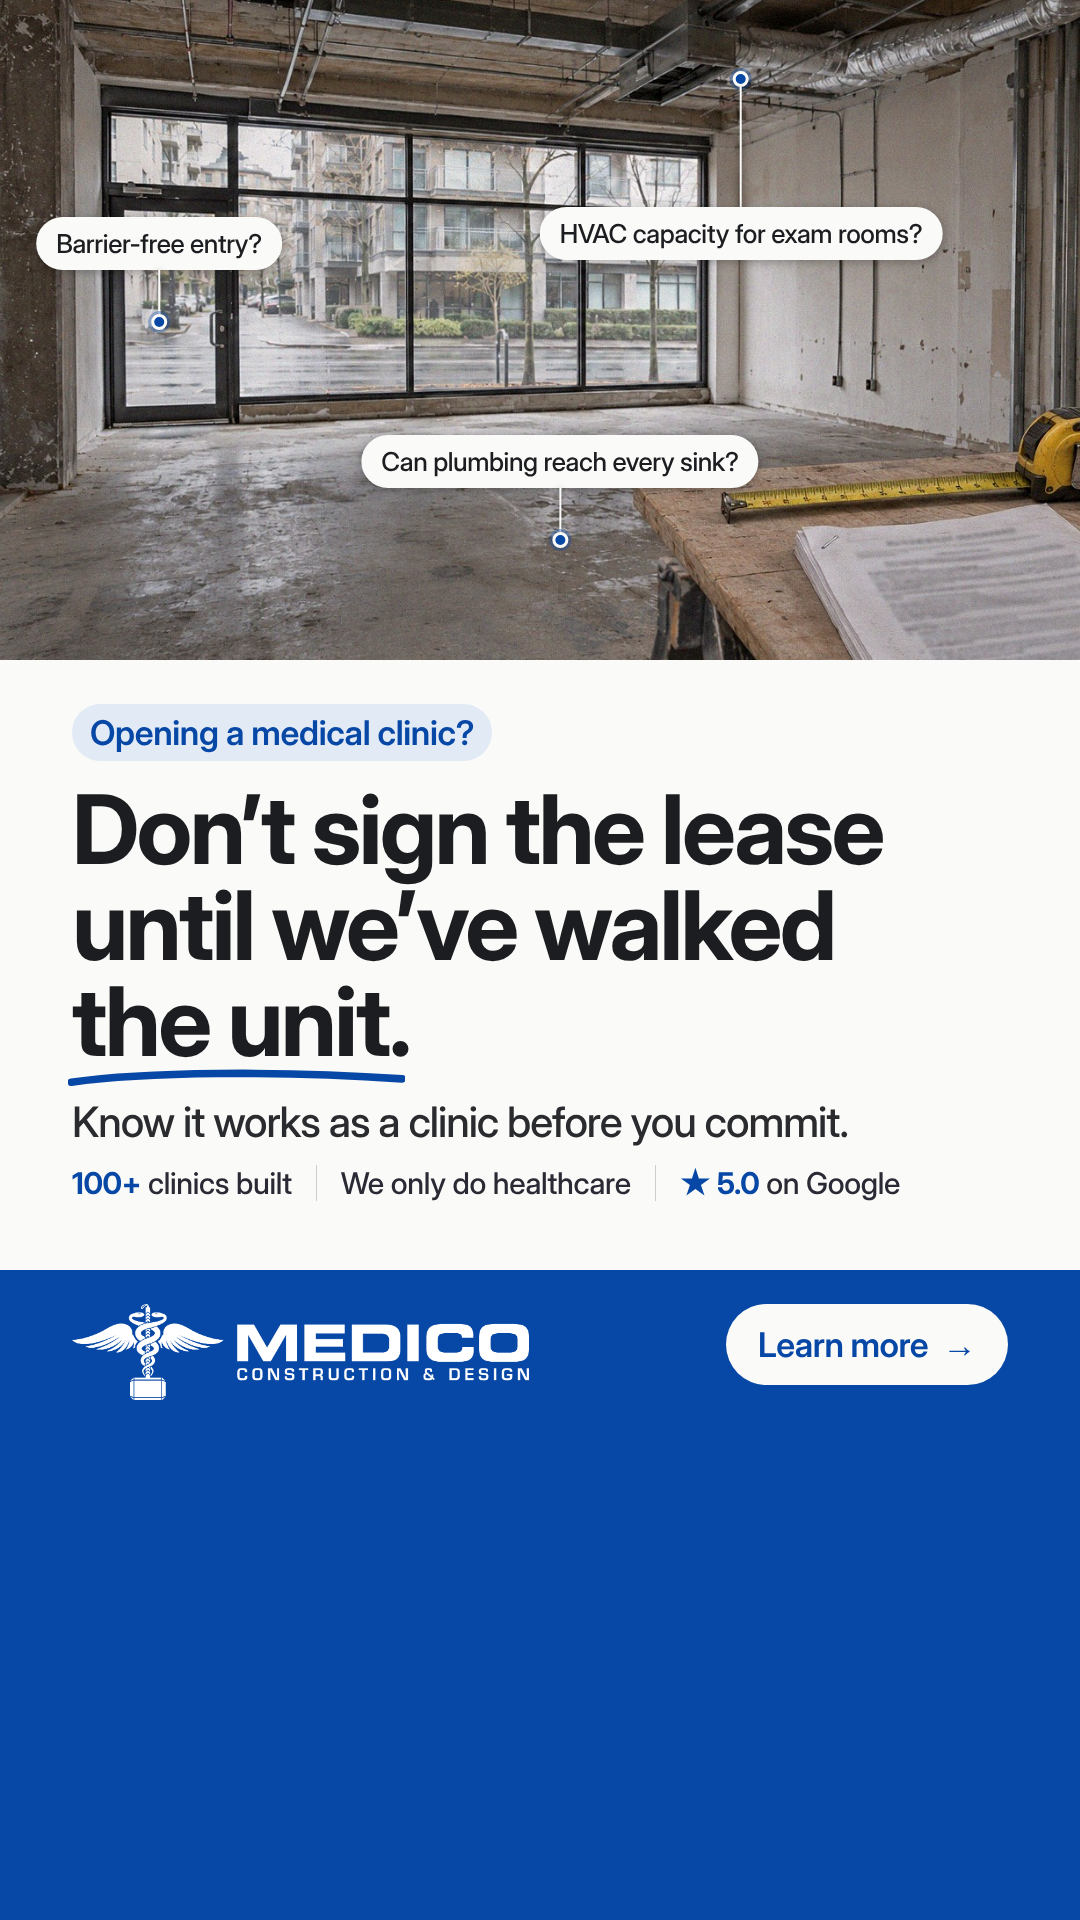 Barrier-free entry?
HVAC capacity for exam rooms?
Can plumbing reach every sink?
Opening a medical clinic?
Don’t sign the lease
until we’ve walked
the unit.
Know it works as a clinic before you commit.
100+ clinics built
We only do healthcare
★ 5.0 on Google
MEDICO
CONSTRUCTION & DESIGN
Learn more →